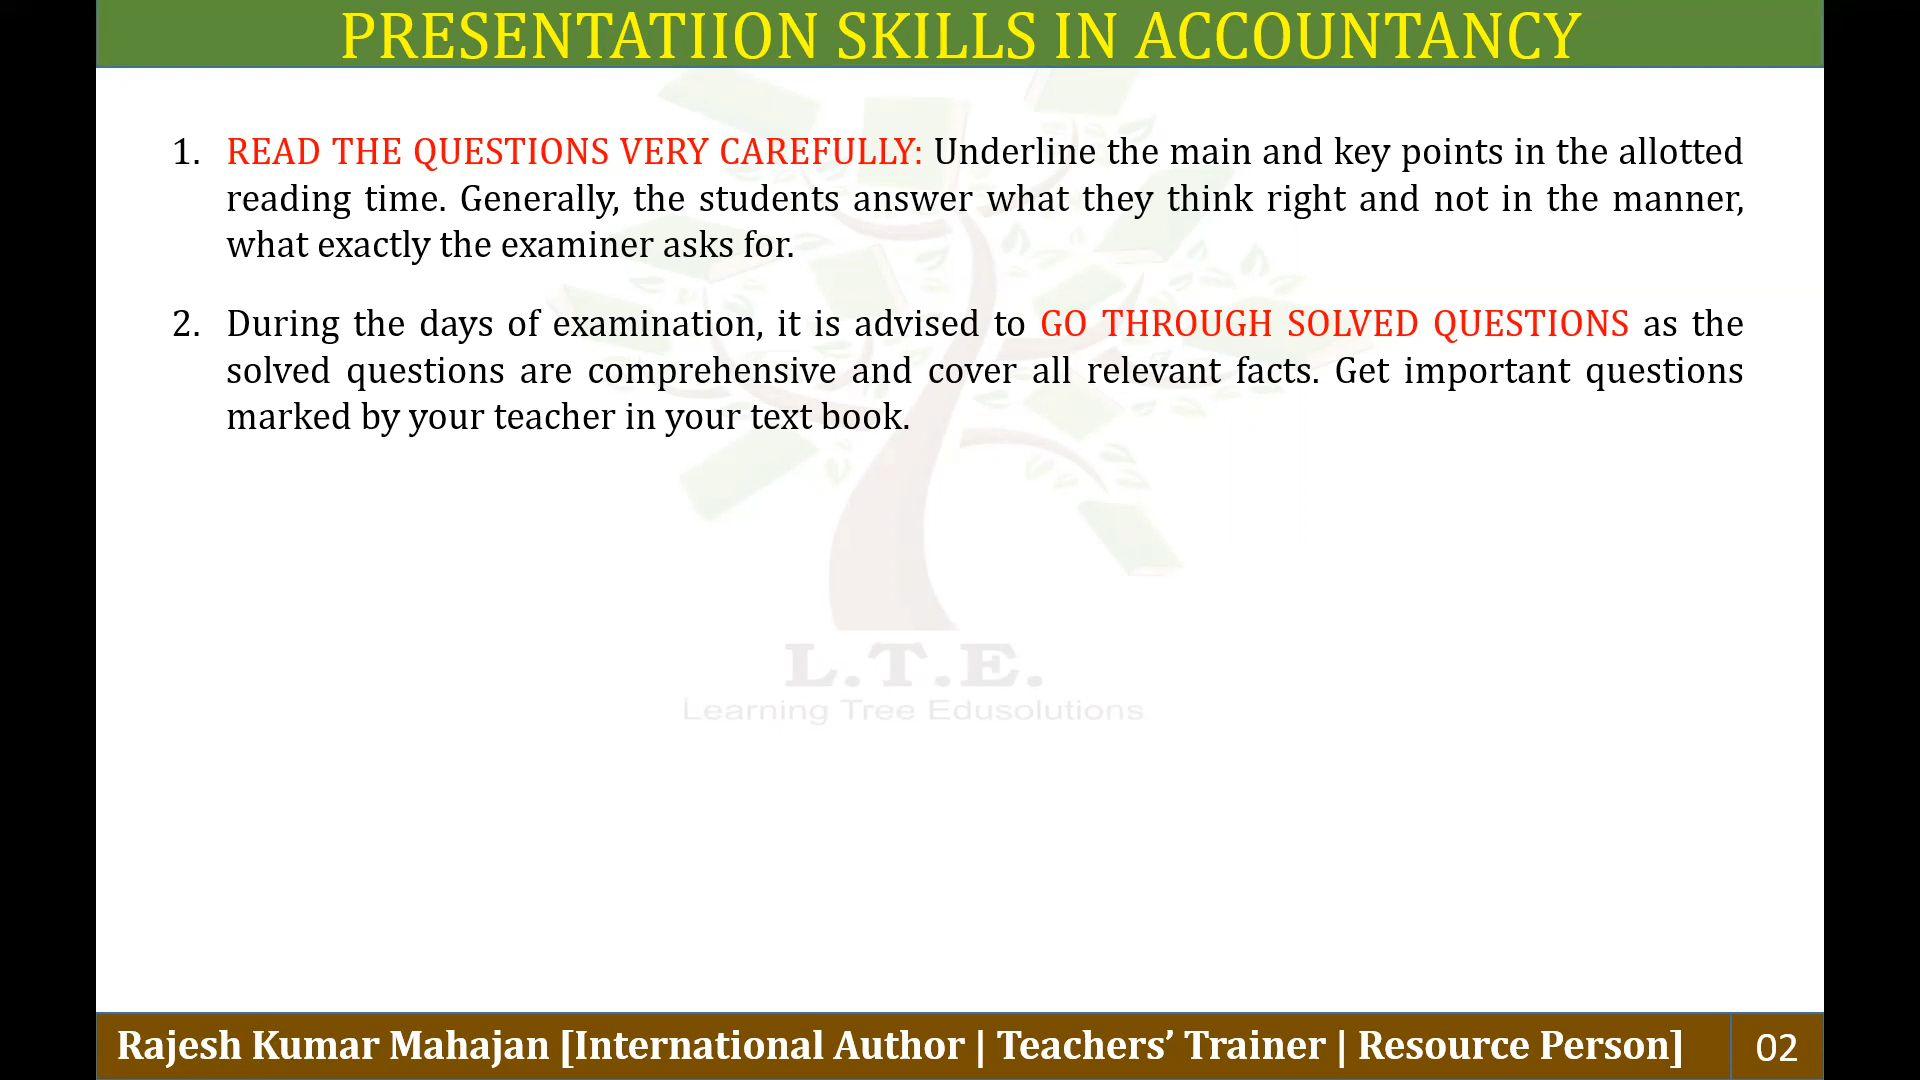 PRESENTATIION SKILLS IN ACCOUNTANCY
1. READ THE QUESTIONS VERY CAREFULLY: Underline the main and key points in the allotted
reading time. Generally, the students answer what they think right and not in the manner,
what exactly the examiner asks for.
2. During the days of examination, it is advised to GO THROUGH SOLVED QUESTIONS as the
solved questions are comprehensive and cover all relevant facts. Get important questions
marked by your teacher in your text book.
L.T.E.
Learning Tree Edusolutions
Rajesh Kumar Mahajan [International Author | Teachers’ Trainer | Resource Person]
02